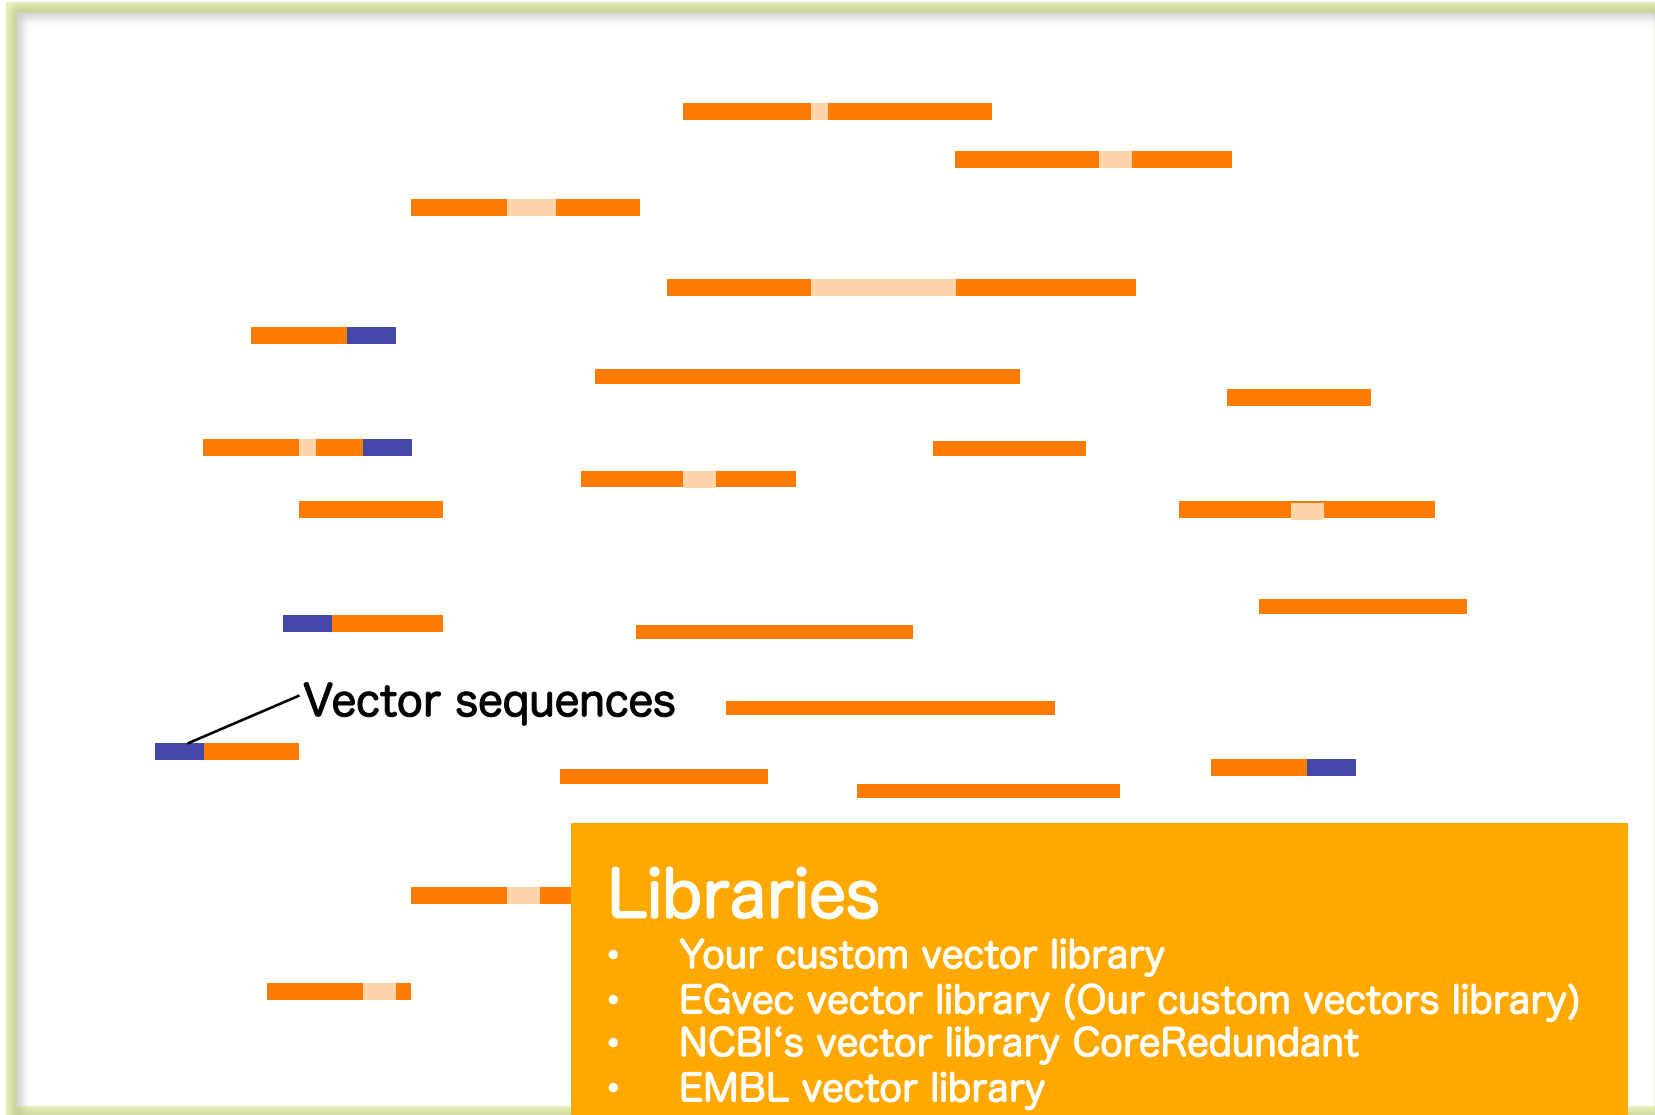 Vector sequences
Libraries
• Your custom vector library
• EGvec vector library (Our custom vectors library)
• NCBI‘s vector library CoreRedundant
• EMBL vector library